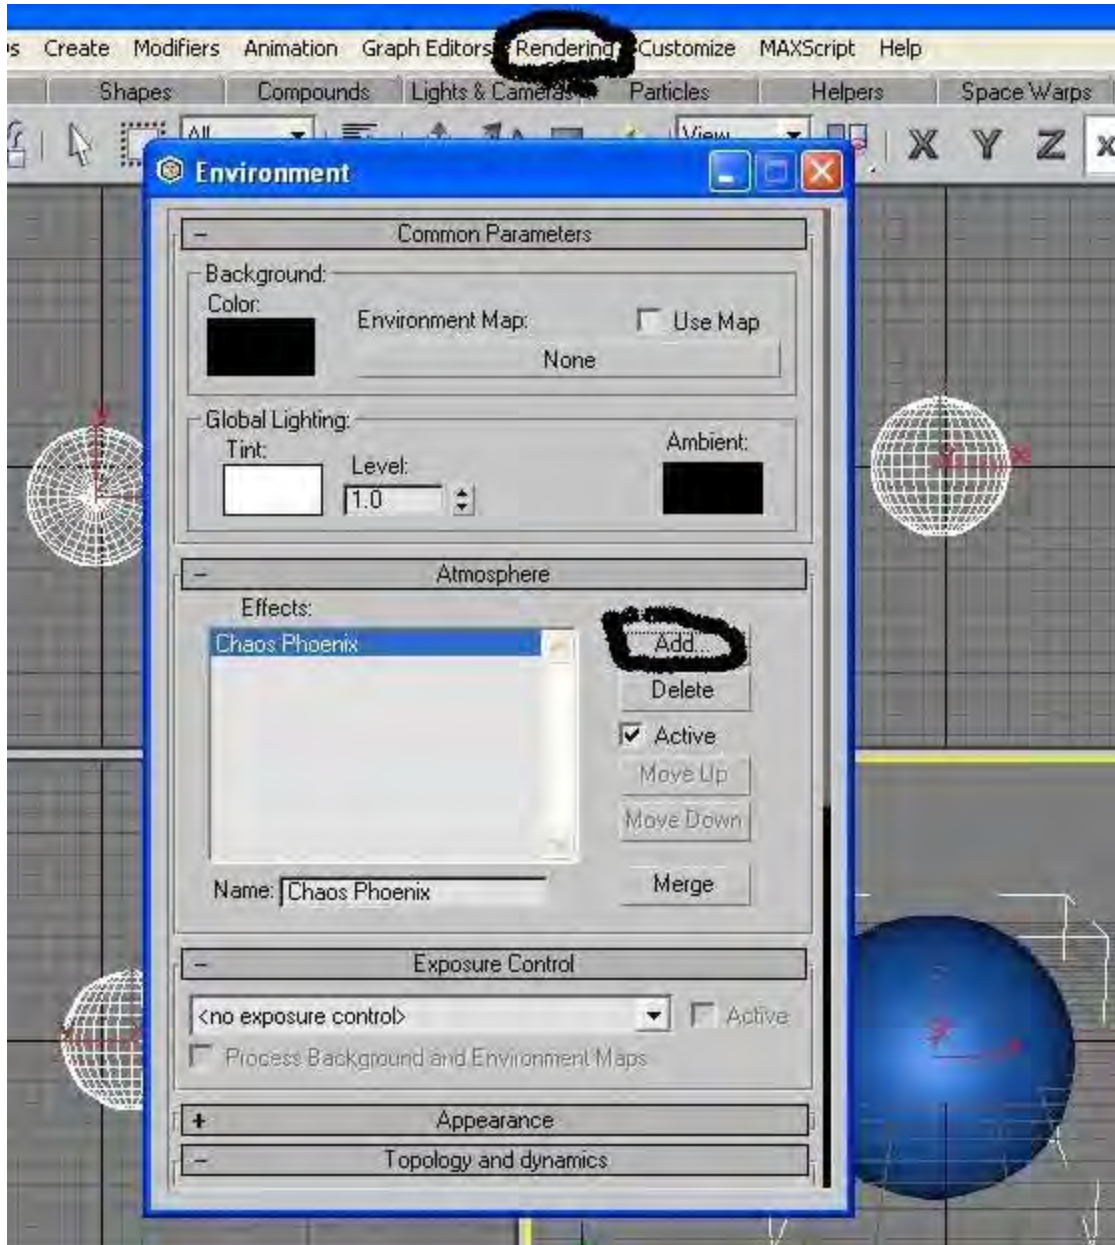 Create Modifiers Animation Graph Editors Rendering Customize MAXScript Help
Shapes Compounds Lights & Cameras Particles Helpers Space Warps
All View X Y Z
Environment
Common Parameters
Background:
Color:
Environment Map: Use Map
None
Global Lighting:
Tint: Level: Ambient:
1.0
Atmosphere
Effects:
Chaos Phoenix Add...
Delete
Active
Move Up
Move Down
Name: Chaos Phoenix Merge
Exposure Control
<no exposure control> Active
Process Background and Environment Maps
Appearance
Topology and dynamics